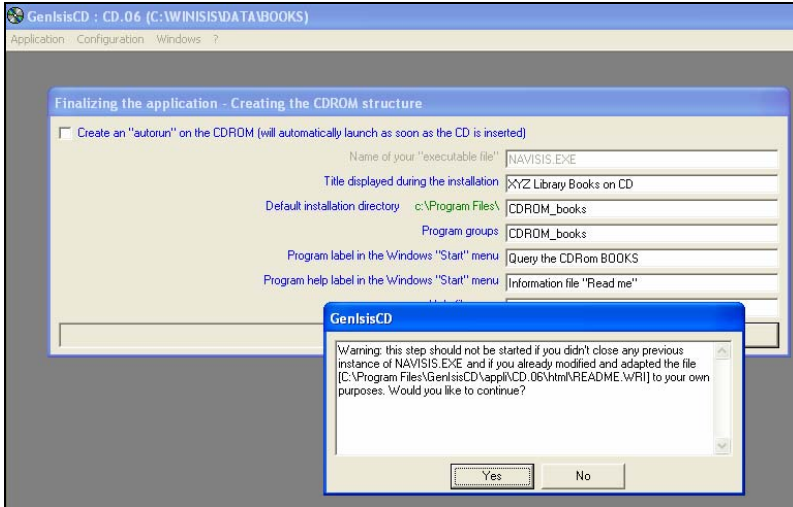 GenIsisCD : CD.06 (C:\WINISIS\DATA\BOOKS)
Application Configuration Windows ?
Finalizing the application - Creating the CDROM structure
Create an "autorun" on the CDROM (will automatically launch as soon as the CD is inserted)
Name of your "executable file" NAVISIS.EXE
Title displayed during the installation XYZ Library Books on CD
Default installation directory c:\Program Files\ CDROM_books
Program groups CDROM_books
Program label in the Windows "Start" menu Query the CDRom BOOKS
Program help label in the Windows "Start" menu Information file "Read me"
GenIsisCD
Warning: this step should not be started if you didn't close any previous
instance of NAVISIS.EXE and if you already modified and adapted the file
[C:\Program Files\GenIsisCD\appli\CD.06\html\README.WRI] to your own
purposes. Would you like to continue?
Yes No